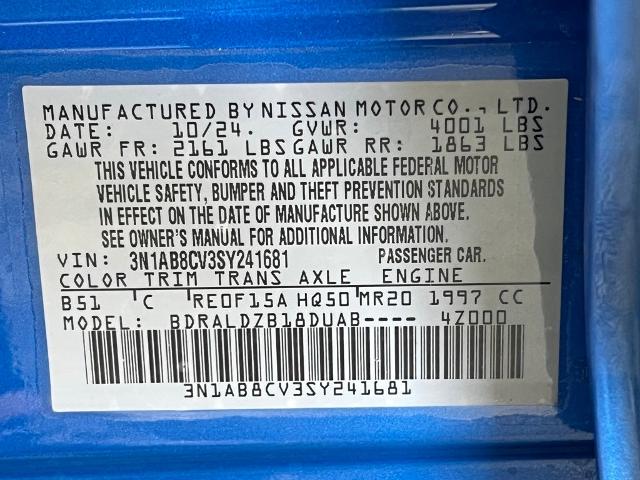 MANUFACTURED BY NISSAN MOTOR CO., LTD.
DATE: 10/24. GVWR: 4001 LBS
GAWR FR: 2161 LBS GAWR RR: 1863 LBS
THIS VEHICLE CONFORMS TO ALL APPLICABLE FEDERAL MOTOR
VEHICLE SAFETY, BUMPER AND THEFT PREVENTION STANDARDS
IN EFFECT ON THE DATE OF MANUFACTURE SHOWN ABOVE.
SEE OWNER'S MANUAL FOR ADDITIONAL INFORMATION.
VIN: 3N1AB8CV3SY241681 PASSENGER CAR.
COLOR TRIM TRANS AXLE ENGINE
B51 C RE0F15A HQ50 MR20 1997 CC
MODEL: BDRALDZB18DUAB---- 4Z000
3N1AB8CV3SY241681